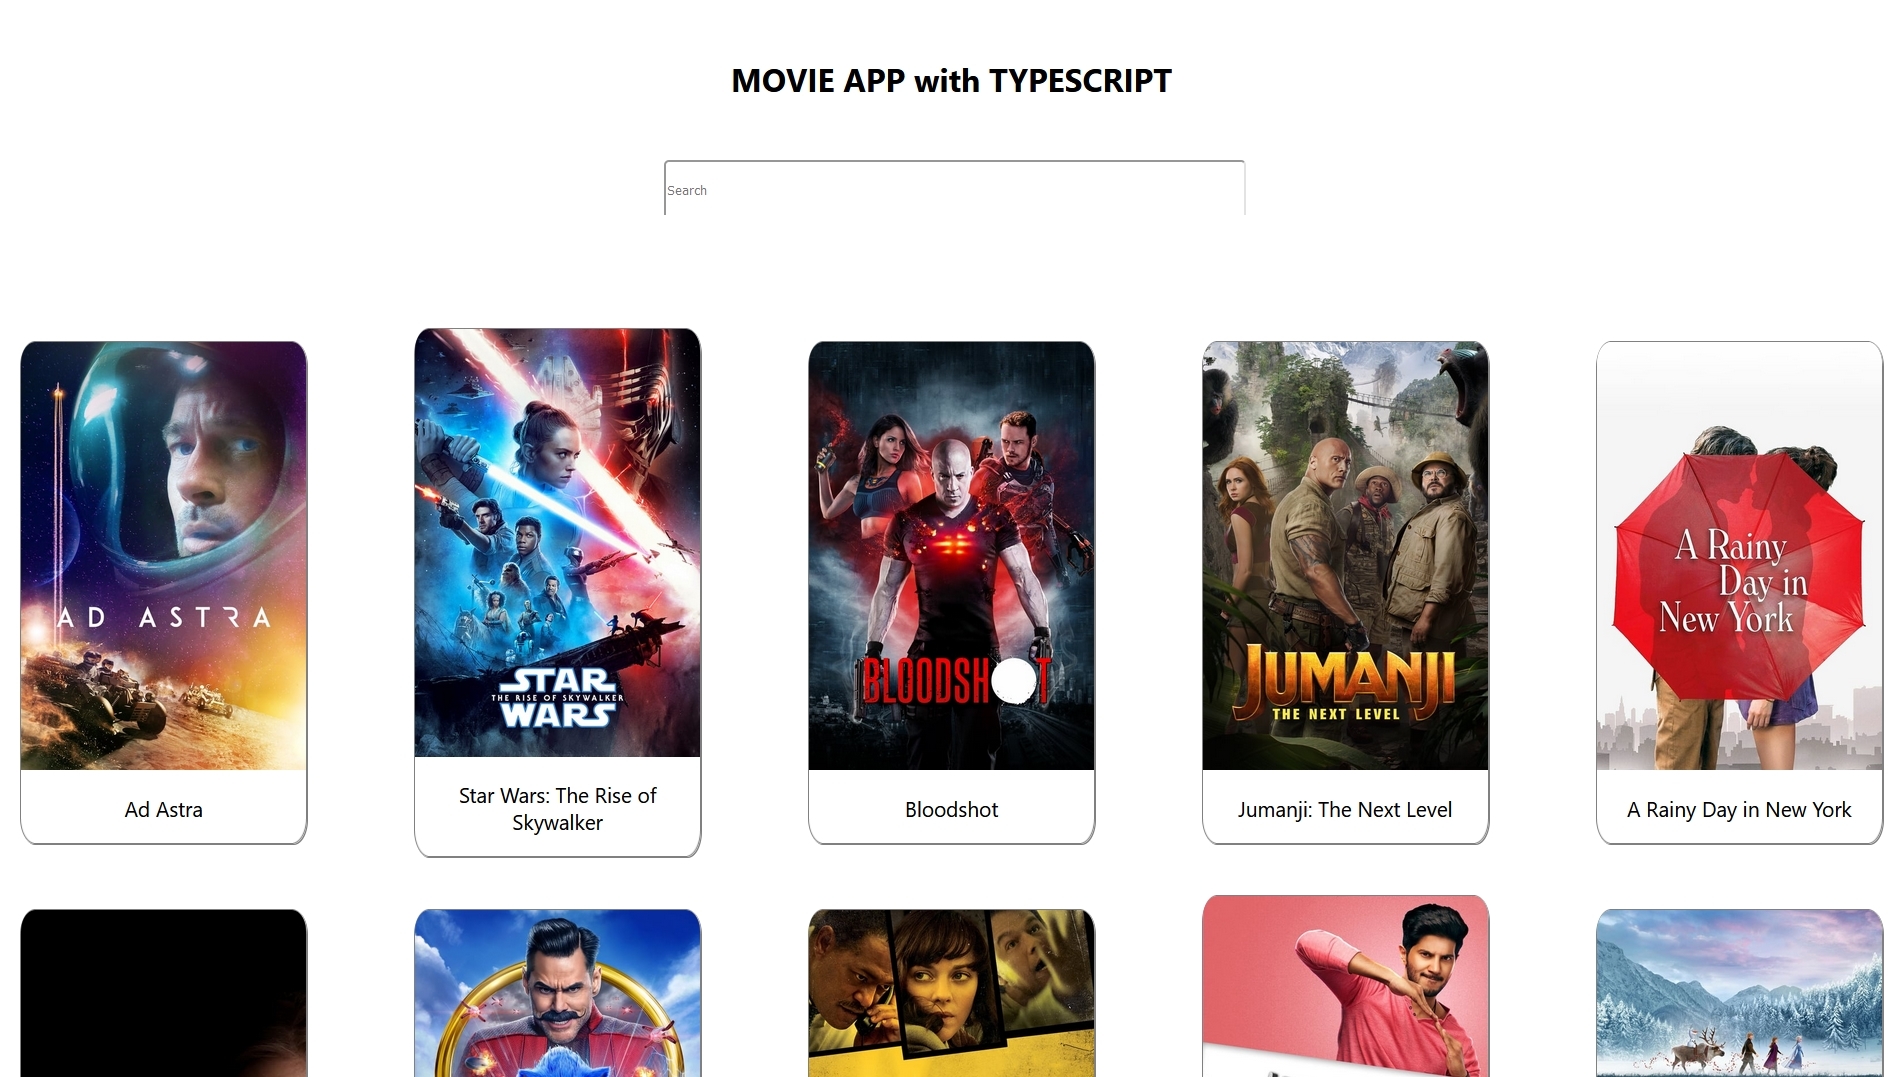 MOVIE APP with TYPESCRIPT
Search
AD ASTRA
Ad Astra
STAR
THE RISE OF SKYWALKER
WARS
Star Wars: The Rise of
Skywalker
BLOODSHOT
Bloodshot
JUMANJI
THE NEXT LEVEL
Jumanji: The Next Level
A Rainy
Day in
New York
A Rainy Day in New York